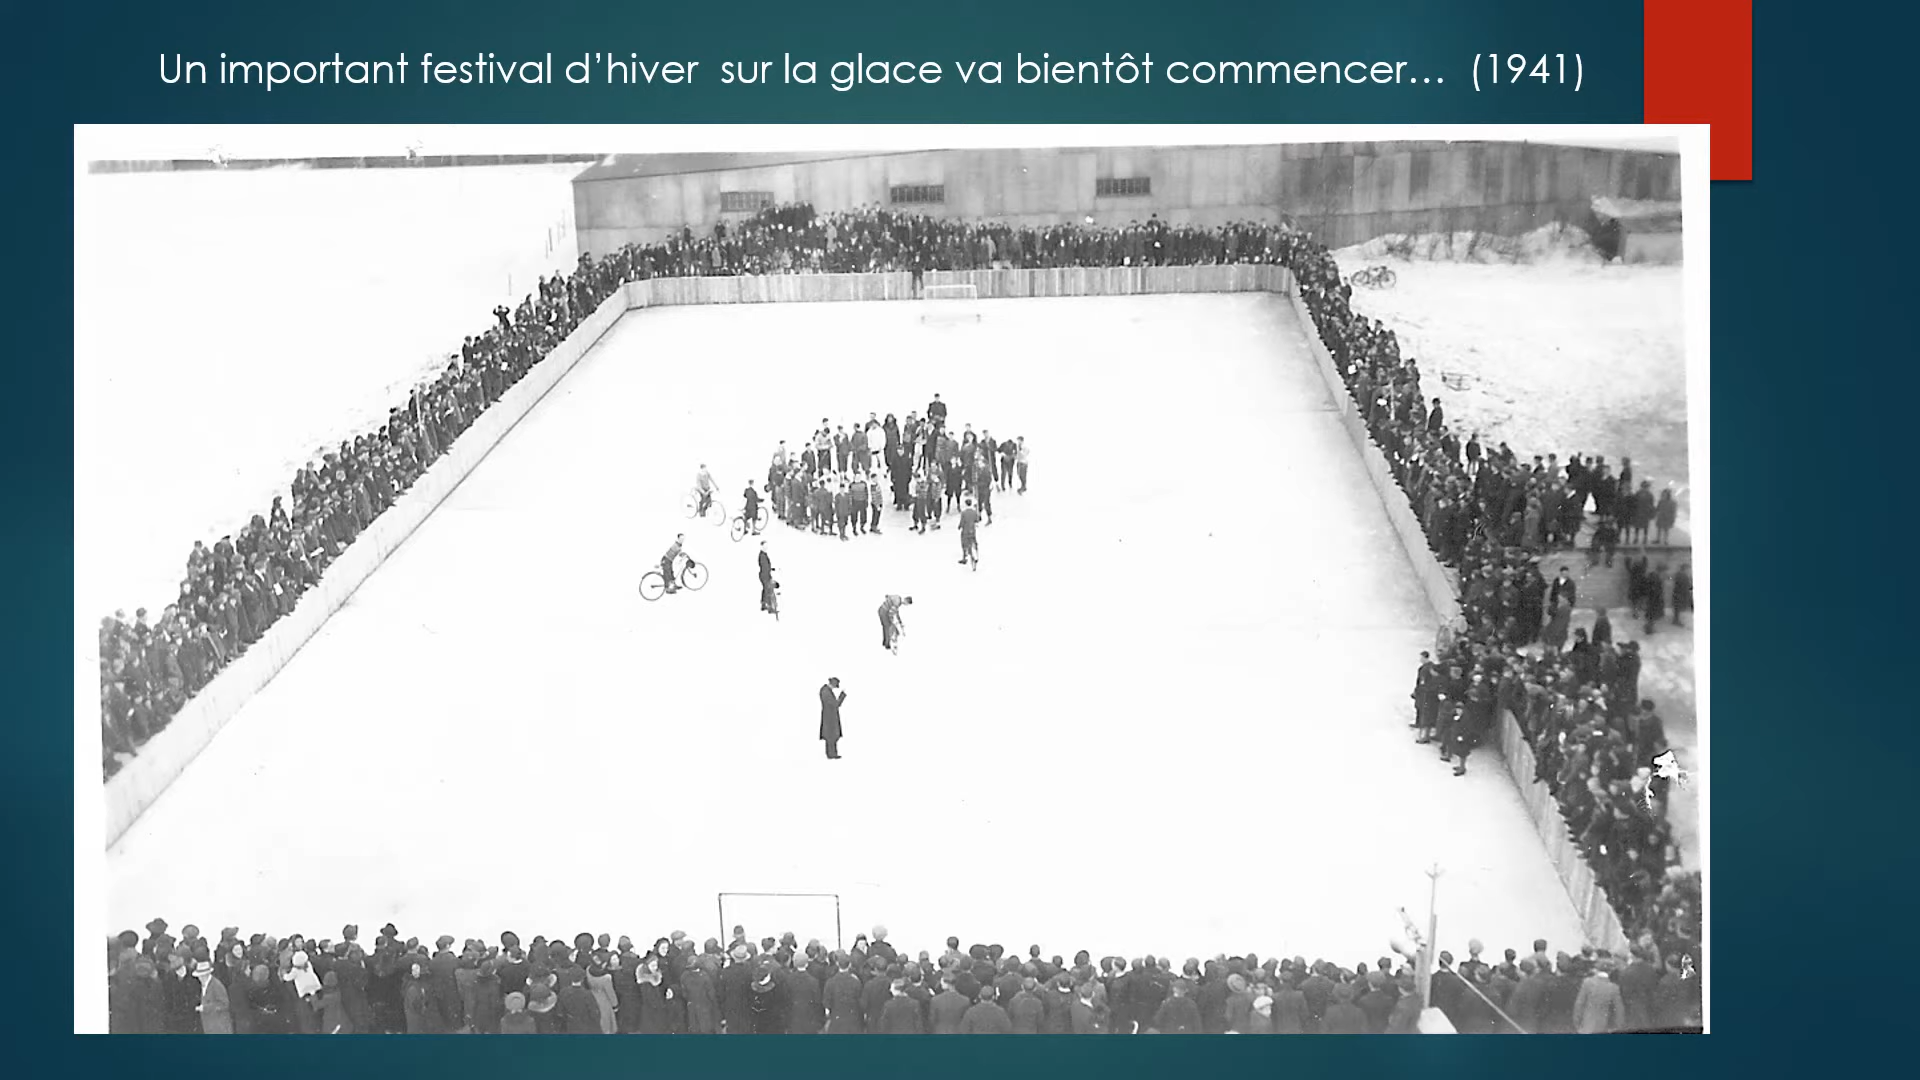 Un important festival d’hiver  sur la glace va bientôt commencer…  (1941)